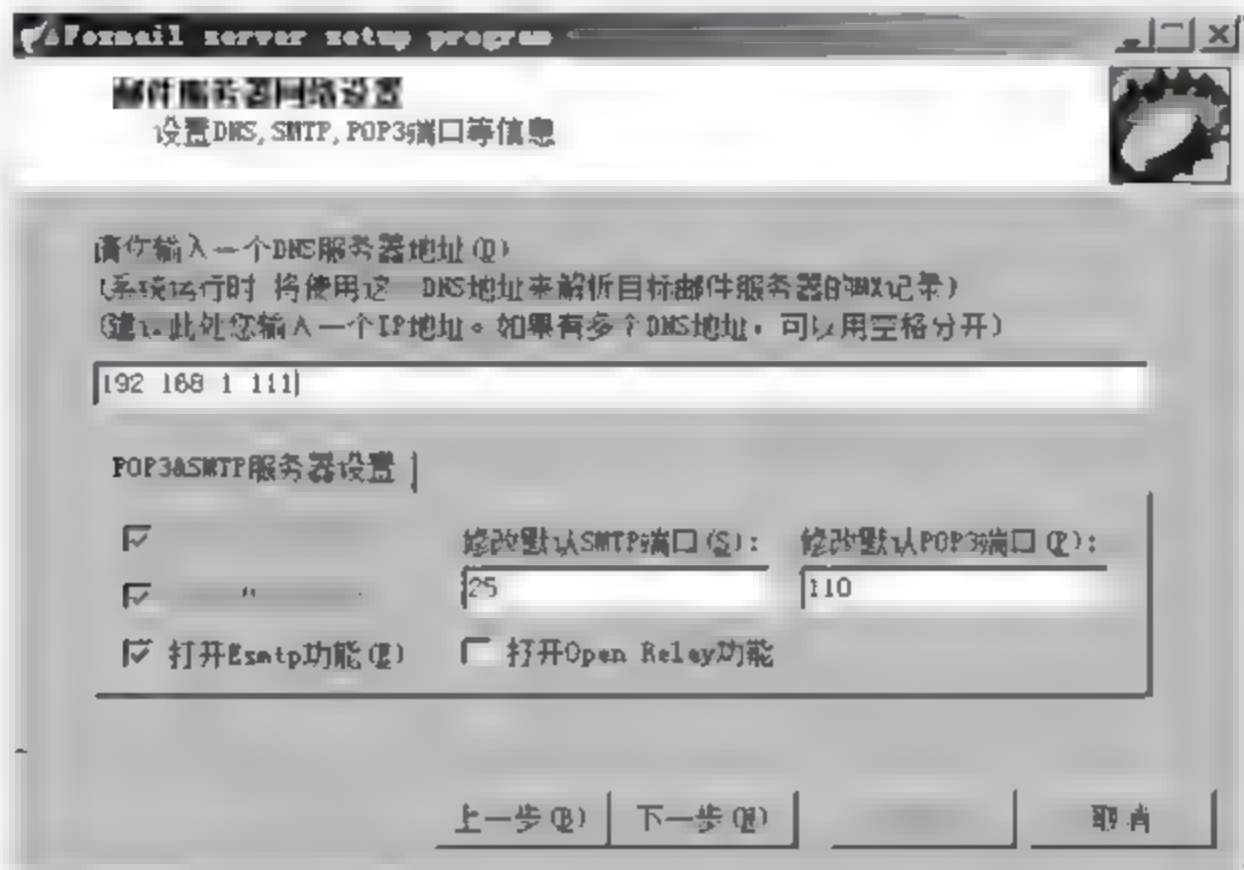 Foxmail server setup program
邮件服务器网络设置
设置DNS,SMTP,POP3端口等信息
请你输入一个DNS服务器地址(D)
(系统运行时 将使用这 DNS地址来解析目标邮件服务器的MX记录)
(建议此处您输入一个IP地址。如果有多个DNS地址,可以用空格分开)
192 168 1 111
POP3&SMTP服务器设置
修改默认SMTP端口(S): 修改默认POP3端口(P):
25 110
打开Esmtp功能(E) 打开Open Relay功能
上一步(B) 下一步(N) 取消